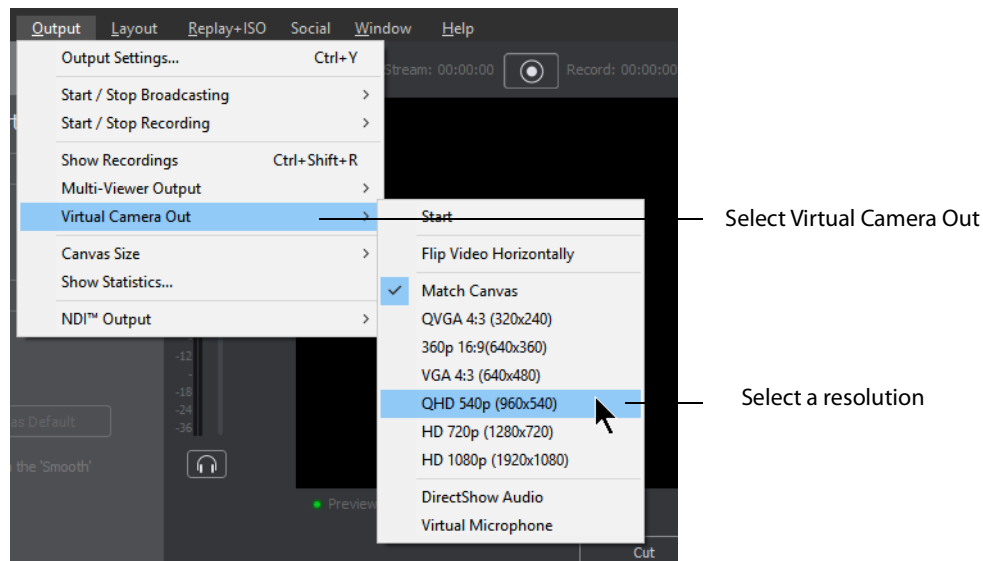 Output Layout Replay+ISO Social Window Help
Output Settings... Ctrl+Y
Stream: 00:00:00 Record: 00:00:00
Start / Stop Broadcasting
Start / Stop Recording
Show Recordings Ctrl+Shift+R
Multi-Viewer Output
Virtual Camera Out
Start
Select Virtual Camera Out
Canvas Size
Flip Video Horizontally
Show Statistics...
Match Canvas
NDI™ Output
QVGA 4:3 (320x240)
360p 16:9(640x360)
-12
VGA 4:3 (640x480)
-18
QHD 540p (960x540)
Select a resolution
-24
as Default
-36
HD 720p (1280x720)
HD 1080p (1920x1080)
the 'Smooth'
DirectShow Audio
Preview
Virtual Microphone
Cut